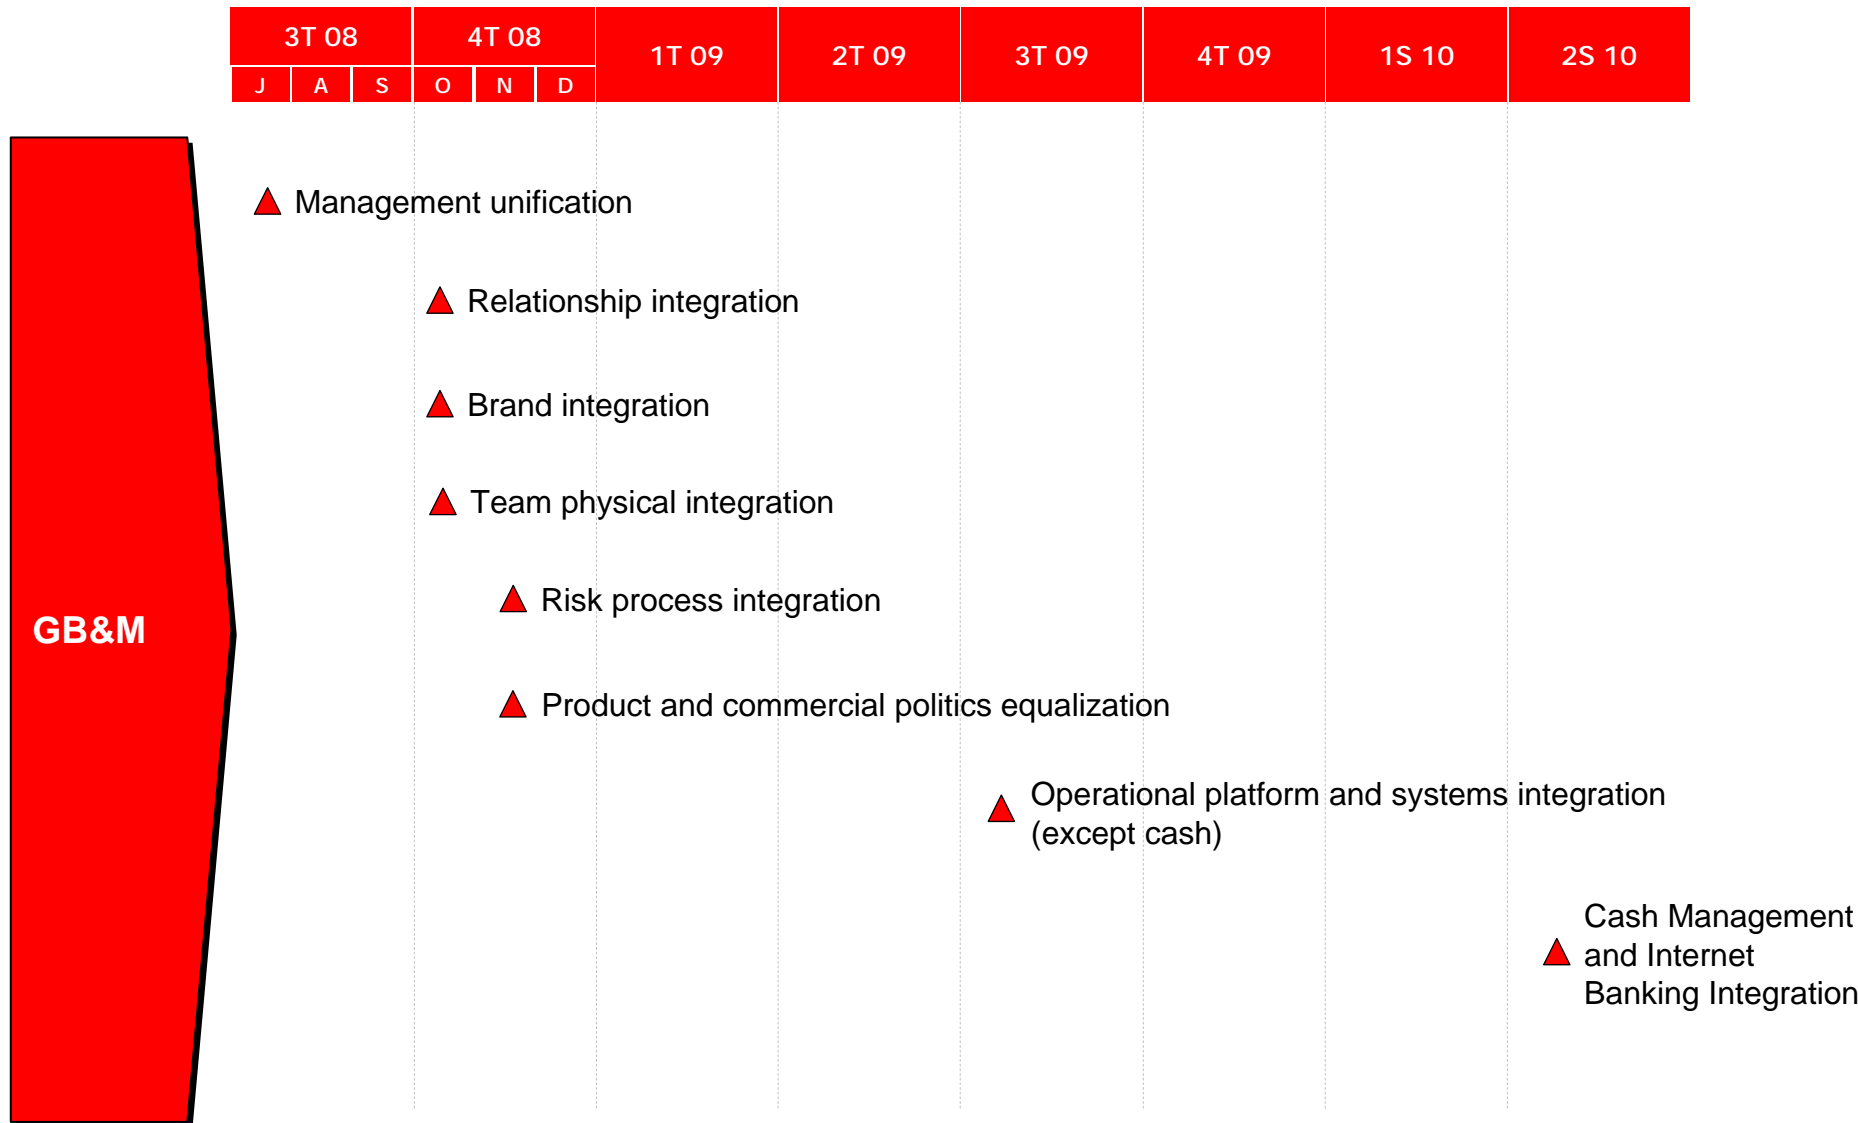 3T 08 4T 08 1T 09 2T 09 3T 09 4T 09 1S 10 2S 10
J A S O N D
Management unification
Relationship integration
Brand integration
Team physical integration
Risk process integration
GB&M
Product and commercial politics equalization
Operational platform and systems integration
(except cash)
Cash Management
and Internet
Banking Integration